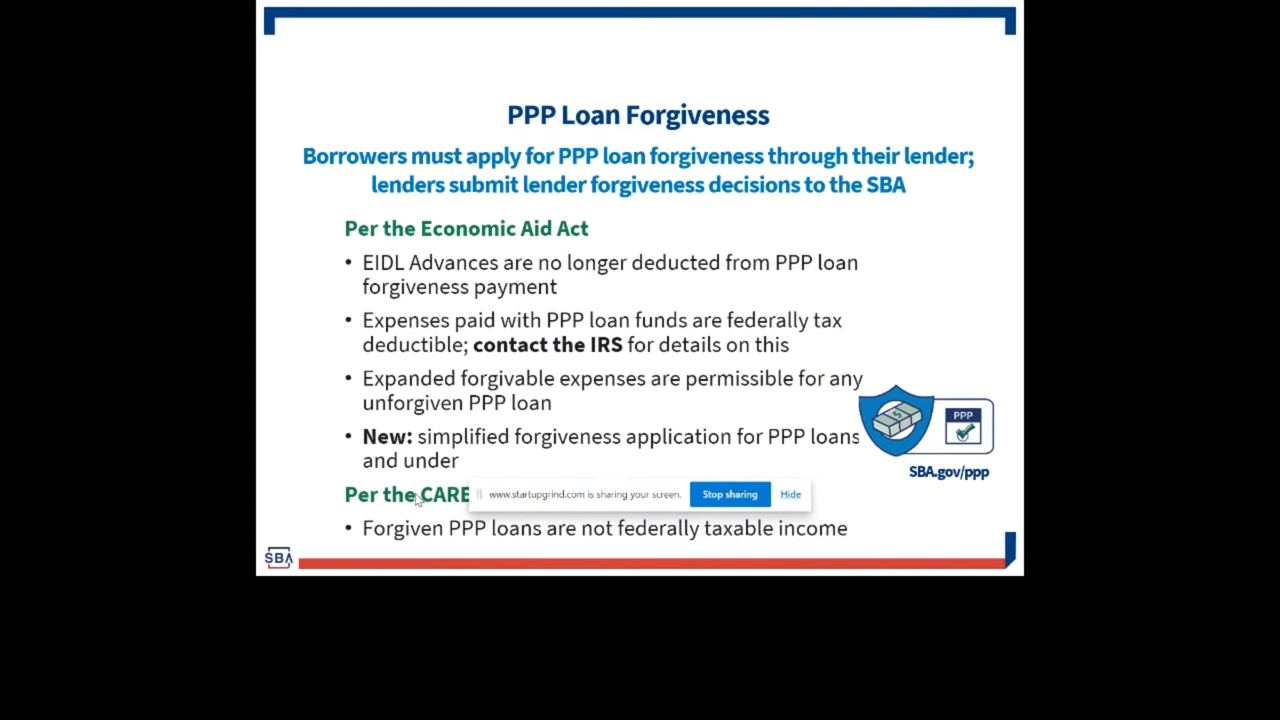 PPP Loan Forgiveness
Borrowers must apply for PPP loan forgiveness through their lender;
lenders submit lender forgiveness decisions to the SBA
Per the Economic Aid Act
• EIDL Advances are no longer deducted from PPP loan
forgiveness payment
• Expenses paid with PPP loan funds are federally tax
deductible; contact the IRS for details on this
• Expanded forgivable expenses are permissible for any
unforgiven PPP loan
• New: simplified forgiveness application for PPP loans
and under
PPP
SBA.gov/ppp
Per the CARE
www.startupgrind.com is sharing your screen.
Stop sharing
Hide
• Forgiven PPP loans are not federally taxable income
SBA